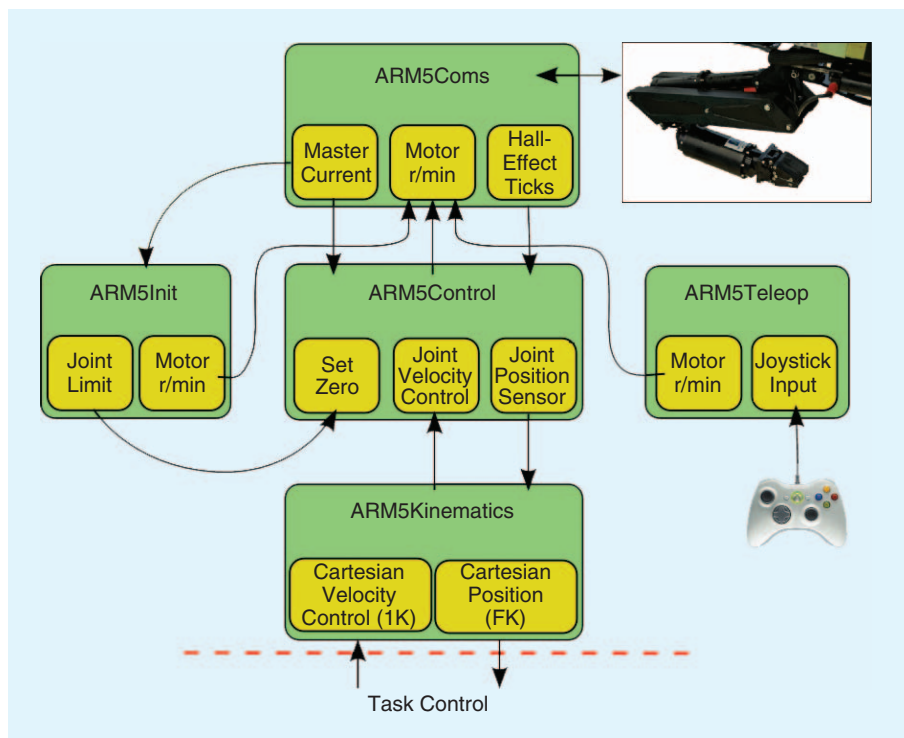 ARM5Coms
Master
Current
Motor
r/min
Hall-
Effect
Ticks
ARM5Init
Joint
Limit
Motor
r/min
ARM5Control
Set
Zero
Joint
Velocity
Control
Joint
Position
Sensor
ARM5Teleop
Motor
r/min
Joystick
Input
ARM5Kinematics
Cartesian
Velocity
Control (1K)
Cartesian
Position
(FK)
Task Control